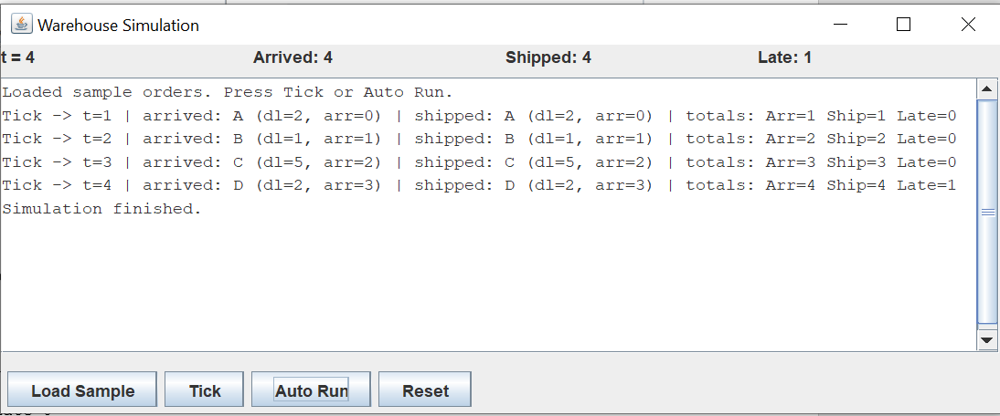 Warehouse Simulation
t = 4 Arrived: 4 Shipped: 4 Late: 1
Loaded sample orders. Press Tick or Auto Run.
Tick -> t=1 | arrived: A (dl=2, arr=0) | shipped: A (dl=2, arr=0) | totals: Arr=1 Ship=1 Late=0
Tick -> t=2 | arrived: B (dl=1, arr=1) | shipped: B (dl=1, arr=1) | totals: Arr=2 Ship=2 Late=0
Tick -> t=3 | arrived: C (dl=5, arr=2) | shipped: C (dl=5, arr=2) | totals: Arr=3 Ship=3 Late=0
Tick -> t=4 | arrived: D (dl=2, arr=3) | shipped: D (dl=2, arr=3) | totals: Arr=4 Ship=4 Late=1
Simulation finished.
Load Sample Tick Auto Run Reset